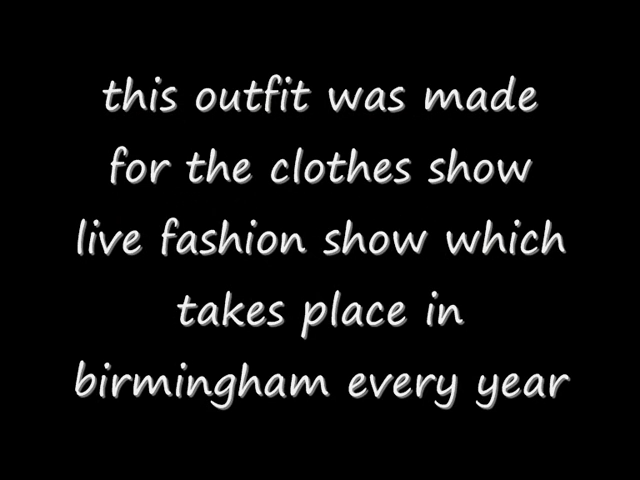 this outfit was made
for the clothes show
live fashion show which
takes place in
birmingham every year